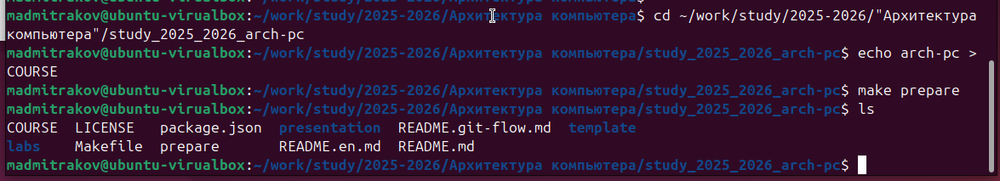 madmitrakov@ubuntu-virualbox:~/work/study/2025-2026/Архитектура компьютера$ cd ~/work/study/2025-2026/"Архитектура
компьютера"/study_2025_2026_arch-pc
madmitrakov@ubuntu-virualbox:~/work/study/2025-2026/Архитектура компьютера/study_2025_2026_arch-pc$ echo arch-pc >
COURSE
madmitrakov@ubuntu-virualbox:~/work/study/2025-2026/Архитектура компьютера/study_2025_2026_arch-pc$ make prepare
madmitrakov@ubuntu-virualbox:~/work/study/2025-2026/Архитектура компьютера/study_2025_2026_arch-pc$ ls
COURSE  LICENSE   package.json  presentation  README.git-flow.md  template
labs    Makefile  prepare       README.en.md  README.md
madmitrakov@ubuntu-virualbox:~/work/study/2025-2026/Архитектура компьютера/study_2025_2026_arch-pc$